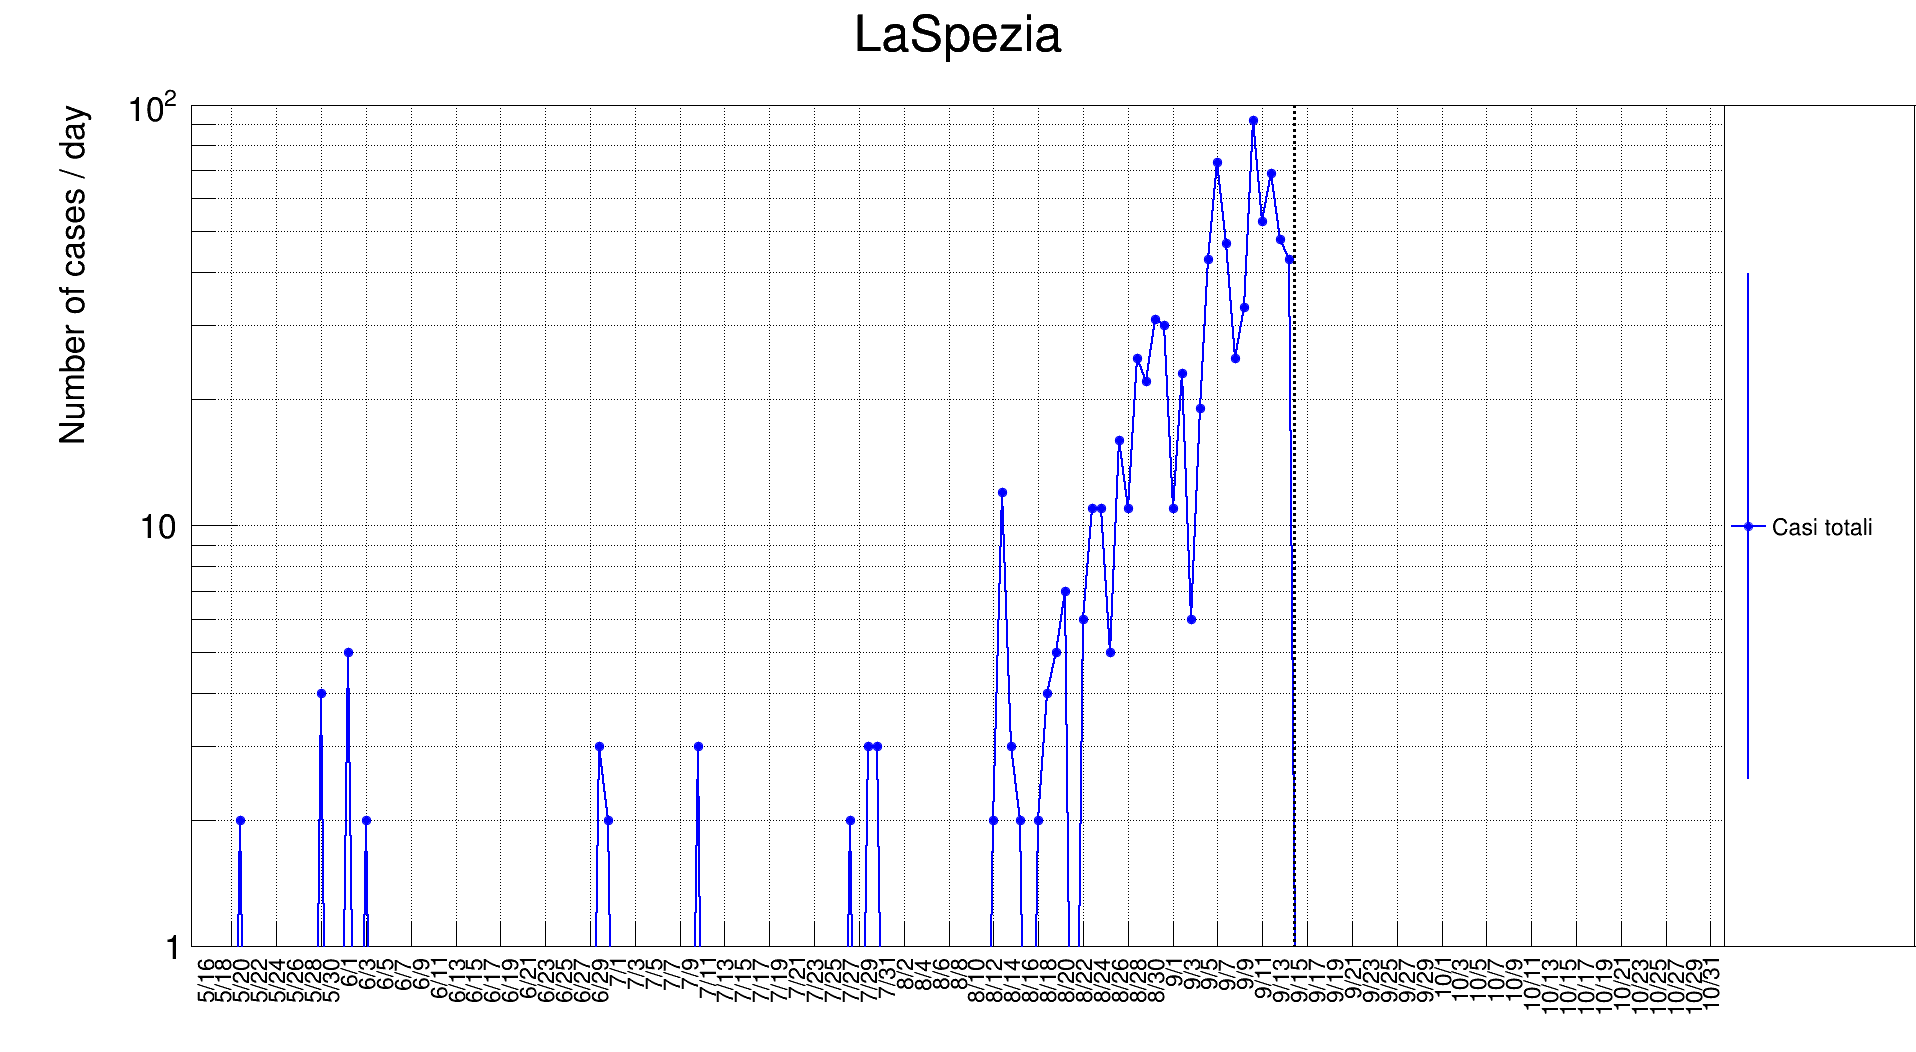 LaSpezia
Number of cases / day
10²
10
1
5/16 5/18 5/20 5/22 5/24 5/26 5/28 5/30 6/1 6/3 6/5 6/7 6/9 6/11 6/13 6/15 6/17 6/19 6/21 6/23 6/25 6/27 6/29 7/1 7/3 7/5 7/7 7/9 7/11 7/13 7/15 7/17 7/19 7/21 7/23 7/25 7/27 7/29 7/31 8/2 8/4 8/6 8/8 8/10 8/12 8/14 8/16 8/18 8/20 8/22 8/24 8/26 8/28 8/30 9/1 9/3 9/5 9/7 9/9 9/11 9/13 9/15 9/17 9/19 9/21 9/23 9/25 9/27 9/29 10/1 10/3 10/5 10/7 10/9 10/11 10/13 10/15 10/17 10/19 10/21 10/23 10/25 10/27 10/29 10/31
Casi totali